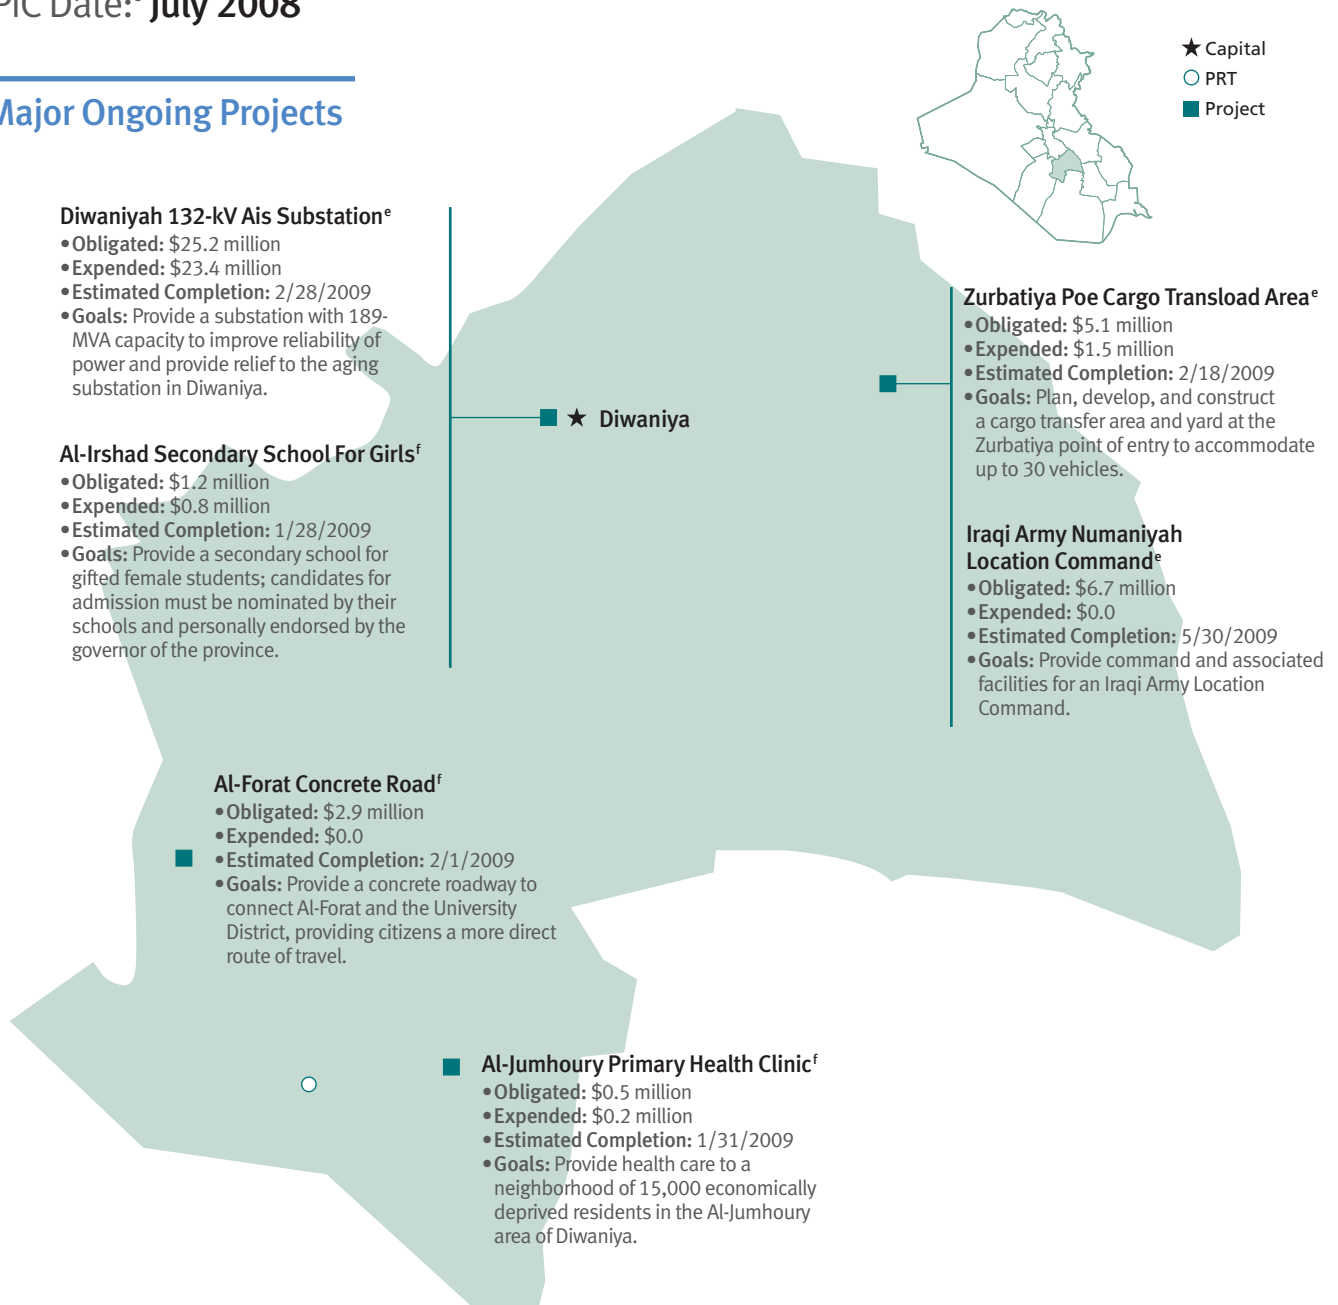 PIC Date: July 2008
Major Ongoing Projects
★ Capital
PRT
Project
Diwaniyah 132-kV Ais Substationᵉ
• Obligated: $25.2 million
• Expended: $23.4 million
• Estimated Completion: 2/28/2009
• Goals: Provide a substation with 189-
MVA capacity to improve reliability of
power and provide relief to the aging
substation in Diwaniya.
Al-Irshad Secondary School For Girlsᶠ
• Obligated: $1.2 million
• Expended: $0.8 million
• Estimated Completion: 1/28/2009
• Goals: Provide a secondary school for
gifted female students; candidates for
admission must be nominated by their
schools and personally endorsed by the
governor of the province.
Diwaniya
Zurbatiya Poe Cargo Transload Areaᵉ
• Obligated: $5.1 million
• Expended: $1.5 million
• Estimated Completion: 2/18/2009
• Goals: Plan, develop, and construct
a cargo transfer area and yard at the
Zurbatiya point of entry to accommodate
up to 30 vehicles.
Iraqi Army Numaniyah
Location Commandᵉ
• Obligated: $6.7 million
• Expended: $0.0
• Estimated Completion: 5/30/2009
• Goals: Provide command and associated
facilities for an Iraqi Army Location
Command.
Al-Forat Concrete Roadᶠ
• Obligated: $2.9 million
• Expended: $0.0
• Estimated Completion: 2/1/2009
• Goals: Provide a concrete roadway to
connect Al-Forat and the University
District, providing citizens a more direct
route of travel.
Al-Jumhoury Primary Health Clinicᶠ
• Obligated: $0.5 million
• Expended: $0.2 million
• Estimated Completion: 1/31/2009
• Goals: Provide health care to a
neighborhood of 15,000 economically
deprived residents in the Al-Jumhoury
area of Diwaniya.